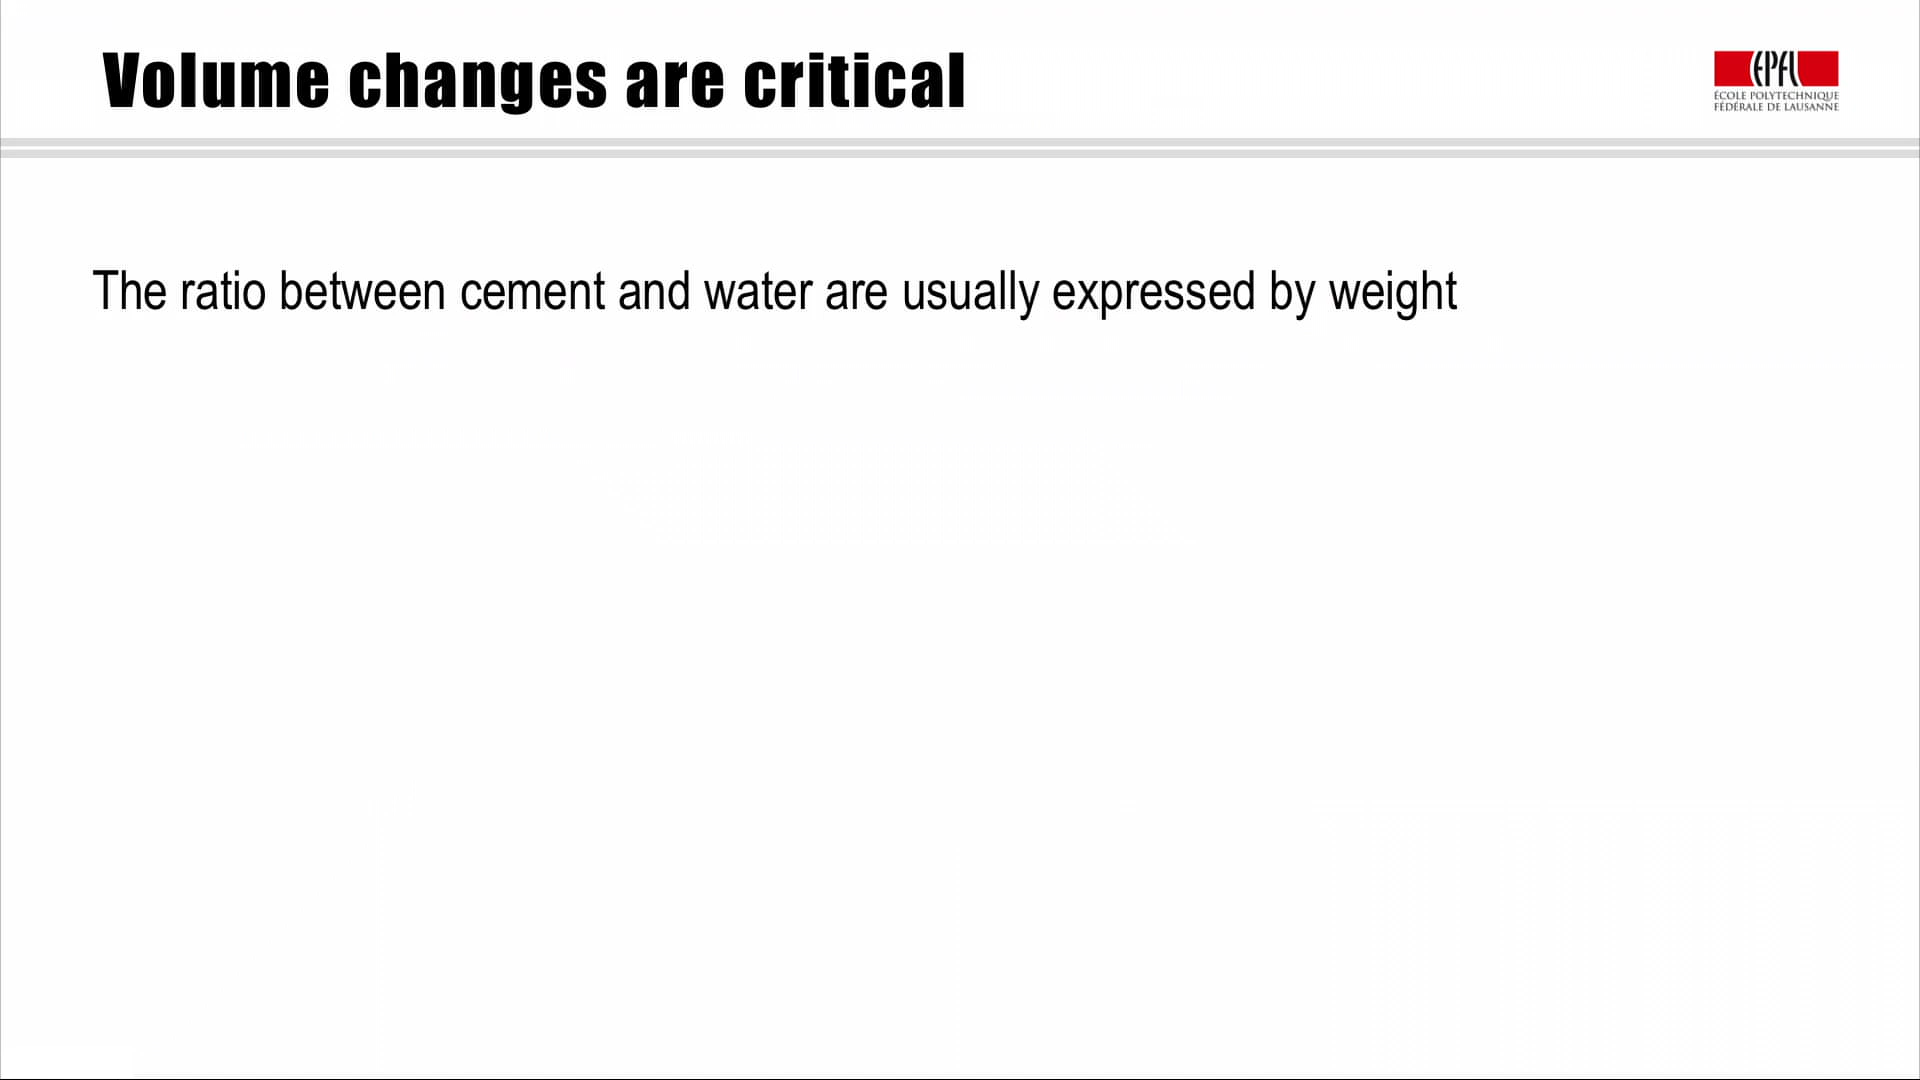 Volume changes are critical
EPFL
ÉCOLE POLYTECHNIQUE
FÉDÉRALE DE LAUSANNE
The ratio between cement and water are usually expressed by weight